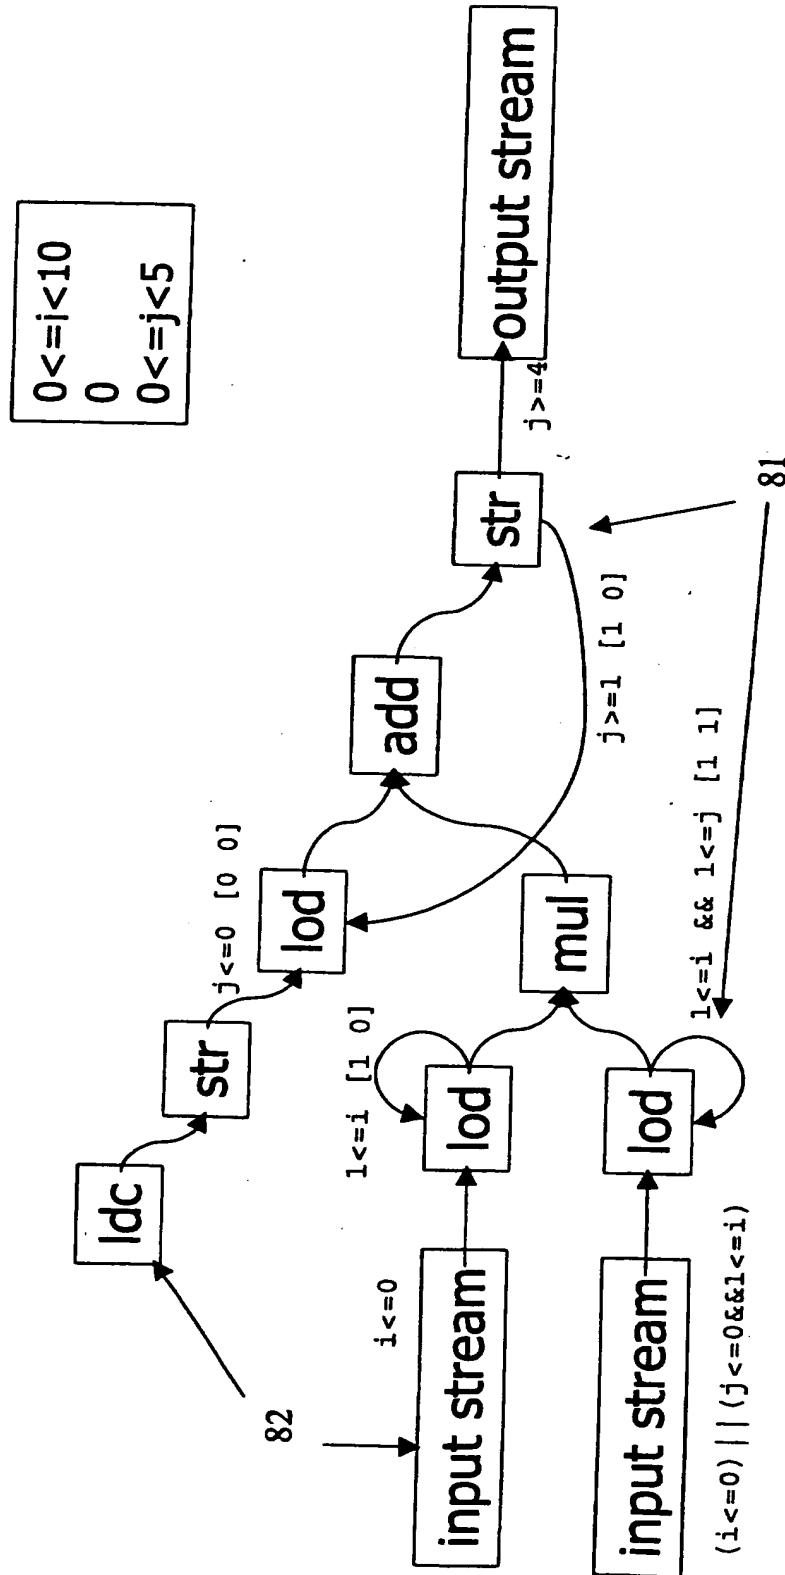 0<=i<10
0
0<=j<5
ldc
str
j<=0 [0 0]
lod
add
str
j>=4
output stream
82
i<=0
1<=i [1 0]
input stream
lod
mul
j>=1 [1 0]
81
input stream
lod
1<=i && 1<=j [1 1]
(i<=0)||(j<=0&&1<=i)